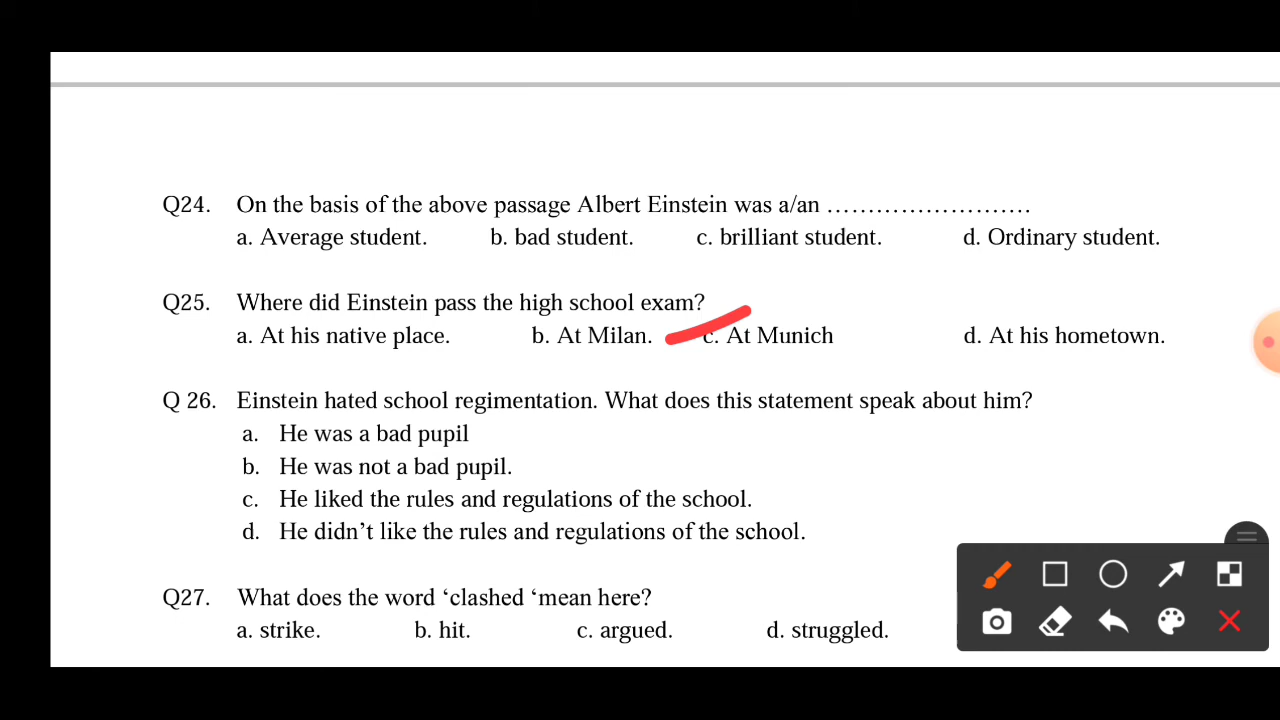 Q24. On the basis of the above passage Albert Einstein was a/an ……………………
a. Average student. b. bad student. c. brilliant student. d. Ordinary student.
Q25. Where did Einstein pass the high school exam?
a. At his native place. b. At Milan. c. At Munich d. At his hometown.
Q 26. Einstein hated school regimentation. What does this statement speak about him?
a. He was a bad pupil
b. He was not a bad pupil.
c. He liked the rules and regulations of the school.
d. He didn’t like the rules and regulations of the school.
Q27. What does the word ‘clashed ‘mean here?
a. strike. b. hit. c. argued. d. struggled.